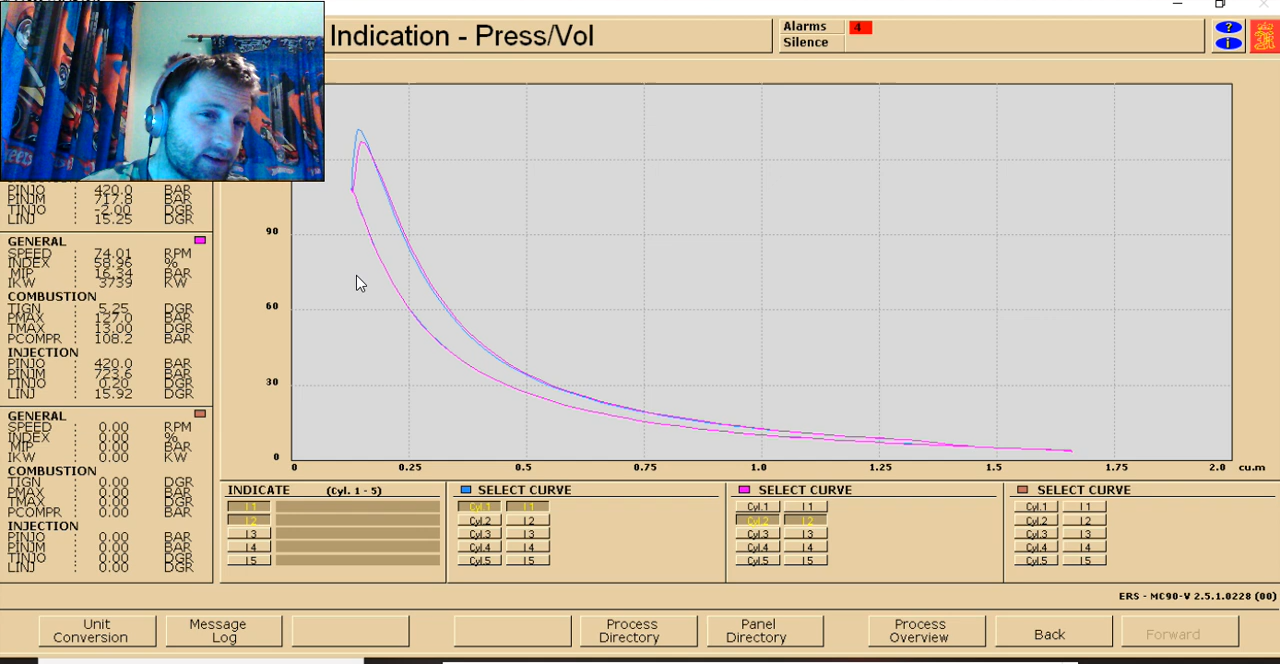 Indication - Press/Vol
Alarms 4
Silence
?
i
PINJO : 420.0 BAR
PINJM : 717.8 BAR
TINJO : -2.00 DGR
LINJ : 15.25 DGR
GENERAL
SPEED : 74.01 RPM
INDEX : 58.96 %
MIP : 16.34 BAR
IKW : 3739 KW
COMBUSTION
TIGN : 5.25 DGR
PMAX : 127.0 BAR
TMAX : 13.00 DGR
PCOMPR : 108.2 BAR
INJECTION
PINJO : 420.0 BAR
PINJM : 723.6 BAR
TINJO : 0.20 DGR
LINJ : 15.92 DGR
GENERAL
SPEED : 0.00 RPM
INDEX : 0.00 %
MIP : 0.00 BAR
IKW : 0.00 KW
COMBUSTION
TIGN : 0.00 DGR
PMAX : 0.00 BAR
TMAX : 0.00 DGR
PCOMPR : 0.00 BAR
INJECTION
PINJO : 0.00 BAR
PINJM : 0.00 BAR
TINJO : 0.00 DGR
LINJ : 0.00 DGR
90
60
30
0
0 0.25 0.5 0.75 1.0 1.25 1.5 1.75 2.0 cu.m
INDICATE (Cyl. 1 - 5)
I1
I2
I3
I4
I5
SELECT CURVE
Cyl.1 I1
Cyl.2 I2
Cyl.3 I3
Cyl.4 I4
Cyl.5 I5
SELECT CURVE
Cyl.1 I1
Cyl.2 I2
Cyl.3 I3
Cyl.4 I4
Cyl.5 I5
SELECT CURVE
Cyl.1 I1
Cyl.2 I2
Cyl.3 I3
Cyl.4 I4
Cyl.5 I5
ERS - MC90-V 2.5.1.0228 (00)
Unit
Conversion
Message
Log
Process
Directory
Panel
Directory
Process
Overview
Back
Forward